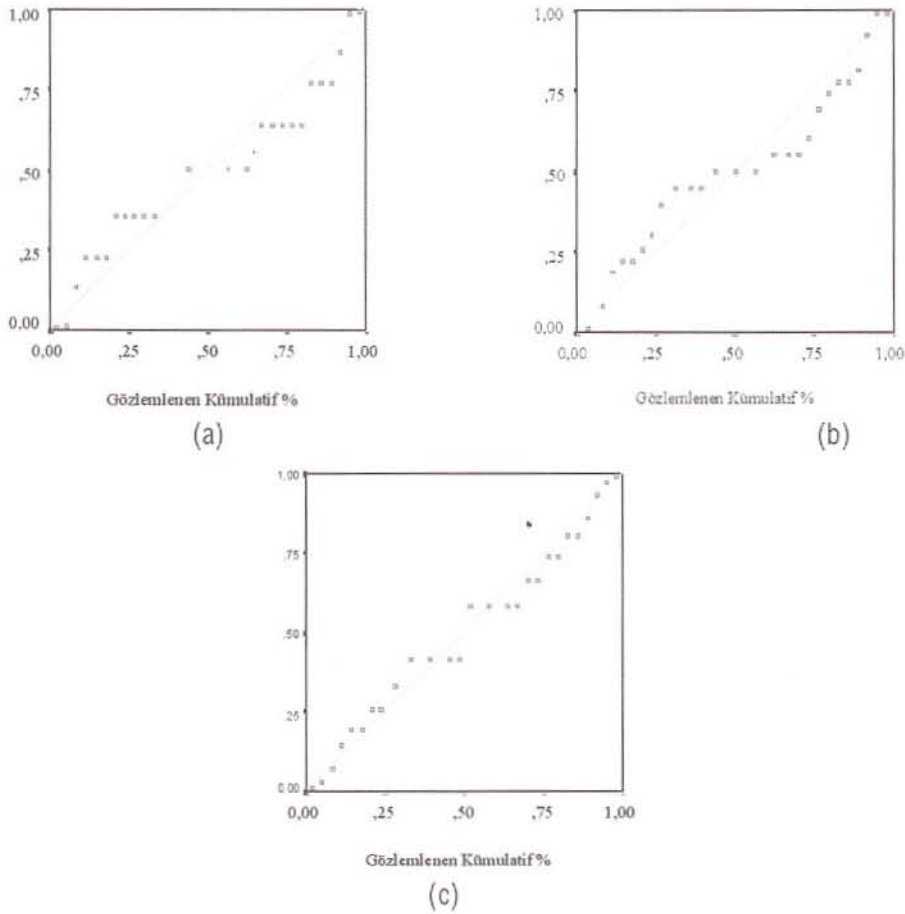 1,00
,75
,50
,25
0.00
0,00 ,25 ,50 ,75 1,00
Gözlemlenen Kümulatif %
(a)
1,00
,75
,50
,25
0.00
0,00 ,25 ,50 ,75 1,00
Gözlemlenen Kümulatif %
(b)
1,00
,75
,50
,25
0.00
0,00 ,25 ,50 ,75 1,00
Gözlemlenen Kümulatif %
(c)